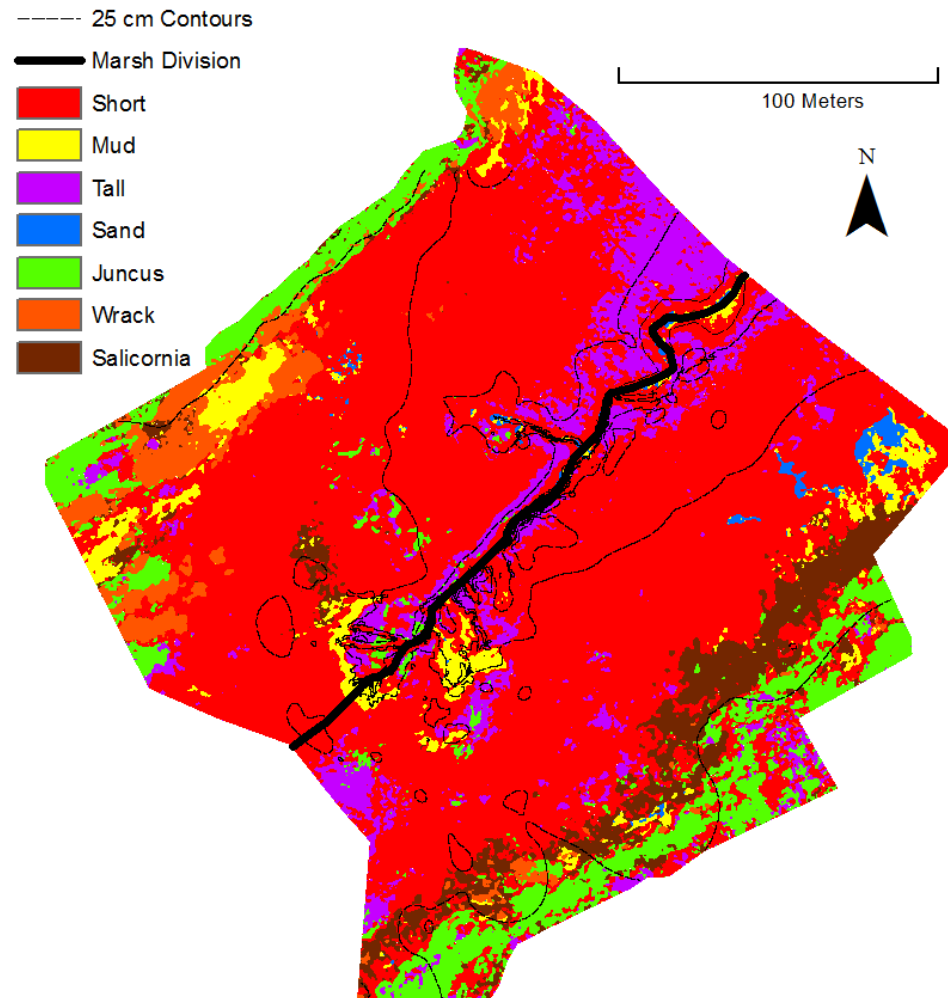 25 cm Contours
Marsh Division
Short
Mud
Tall
Sand
Juncus
Wrack
Salicornia
100 Meters
N